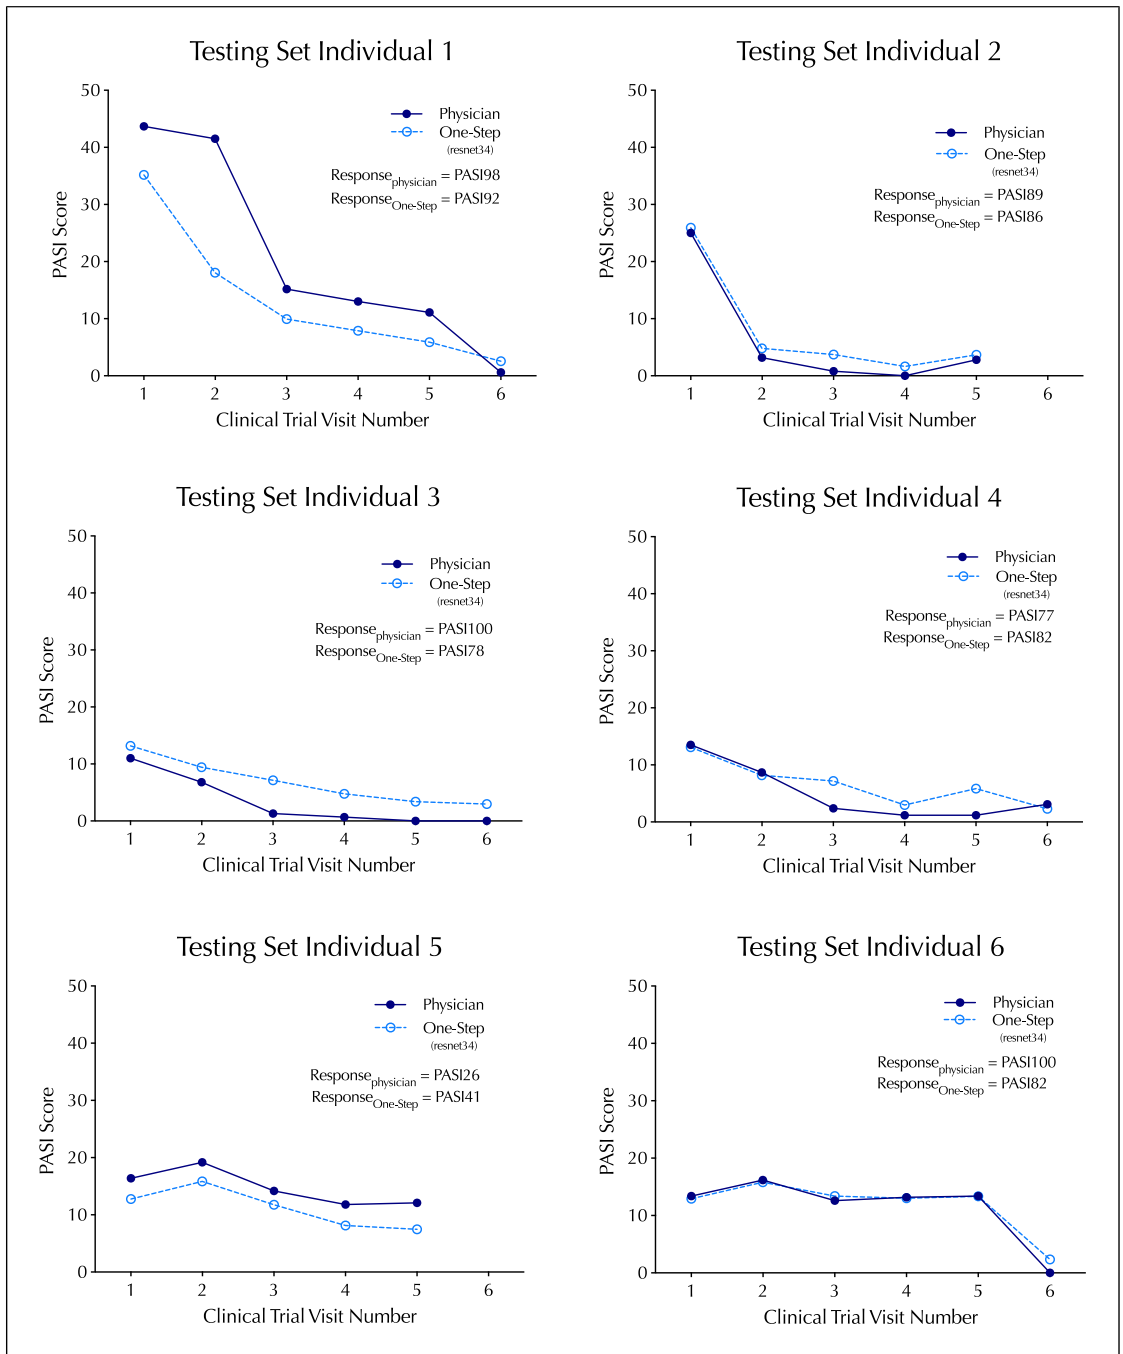 Testing Set Individual 1
50
40
30
20
10
0
PASI Score
Physician
One-Step
(resnet34)
Responsephysician = PASI98
ResponseOne-Step = PASI92
1 2 3 4 5 6
Clinical Trial Visit Number
Testing Set Individual 2
50
40
30
20
10
0
PASI Score
Physician
One-Step
(resnet34)
Responsephysician = PASI89
ResponseOne-Step = PASI86
1 2 3 4 5 6
Clinical Trial Visit Number
Testing Set Individual 3
50
40
30
20
10
0
PASI Score
Physician
One-Step
(resnet34)
Responsephysician = PASI100
ResponseOne-Step = PASI78
1 2 3 4 5 6
Clinical Trial Visit Number
Testing Set Individual 4
50
40
30
20
10
0
PASI Score
Physician
One-Step
(resnet34)
Responsephysician = PASI77
ResponseOne-Step = PASI82
1 2 3 4 5 6
Clinical Trial Visit Number
Testing Set Individual 5
50
40
30
20
10
0
PASI Score
Physician
One-Step
(resnet34)
Responsephysician = PASI26
ResponseOne-Step = PASI41
1 2 3 4 5 6
Clinical Trial Visit Number
Testing Set Individual 6
50
40
30
20
10
0
PASI Score
Physician
One-Step
(resnet34)
Responsephysician = PASI100
ResponseOne-Step = PASI82
1 2 3 4 5 6
Clinical Trial Visit Number